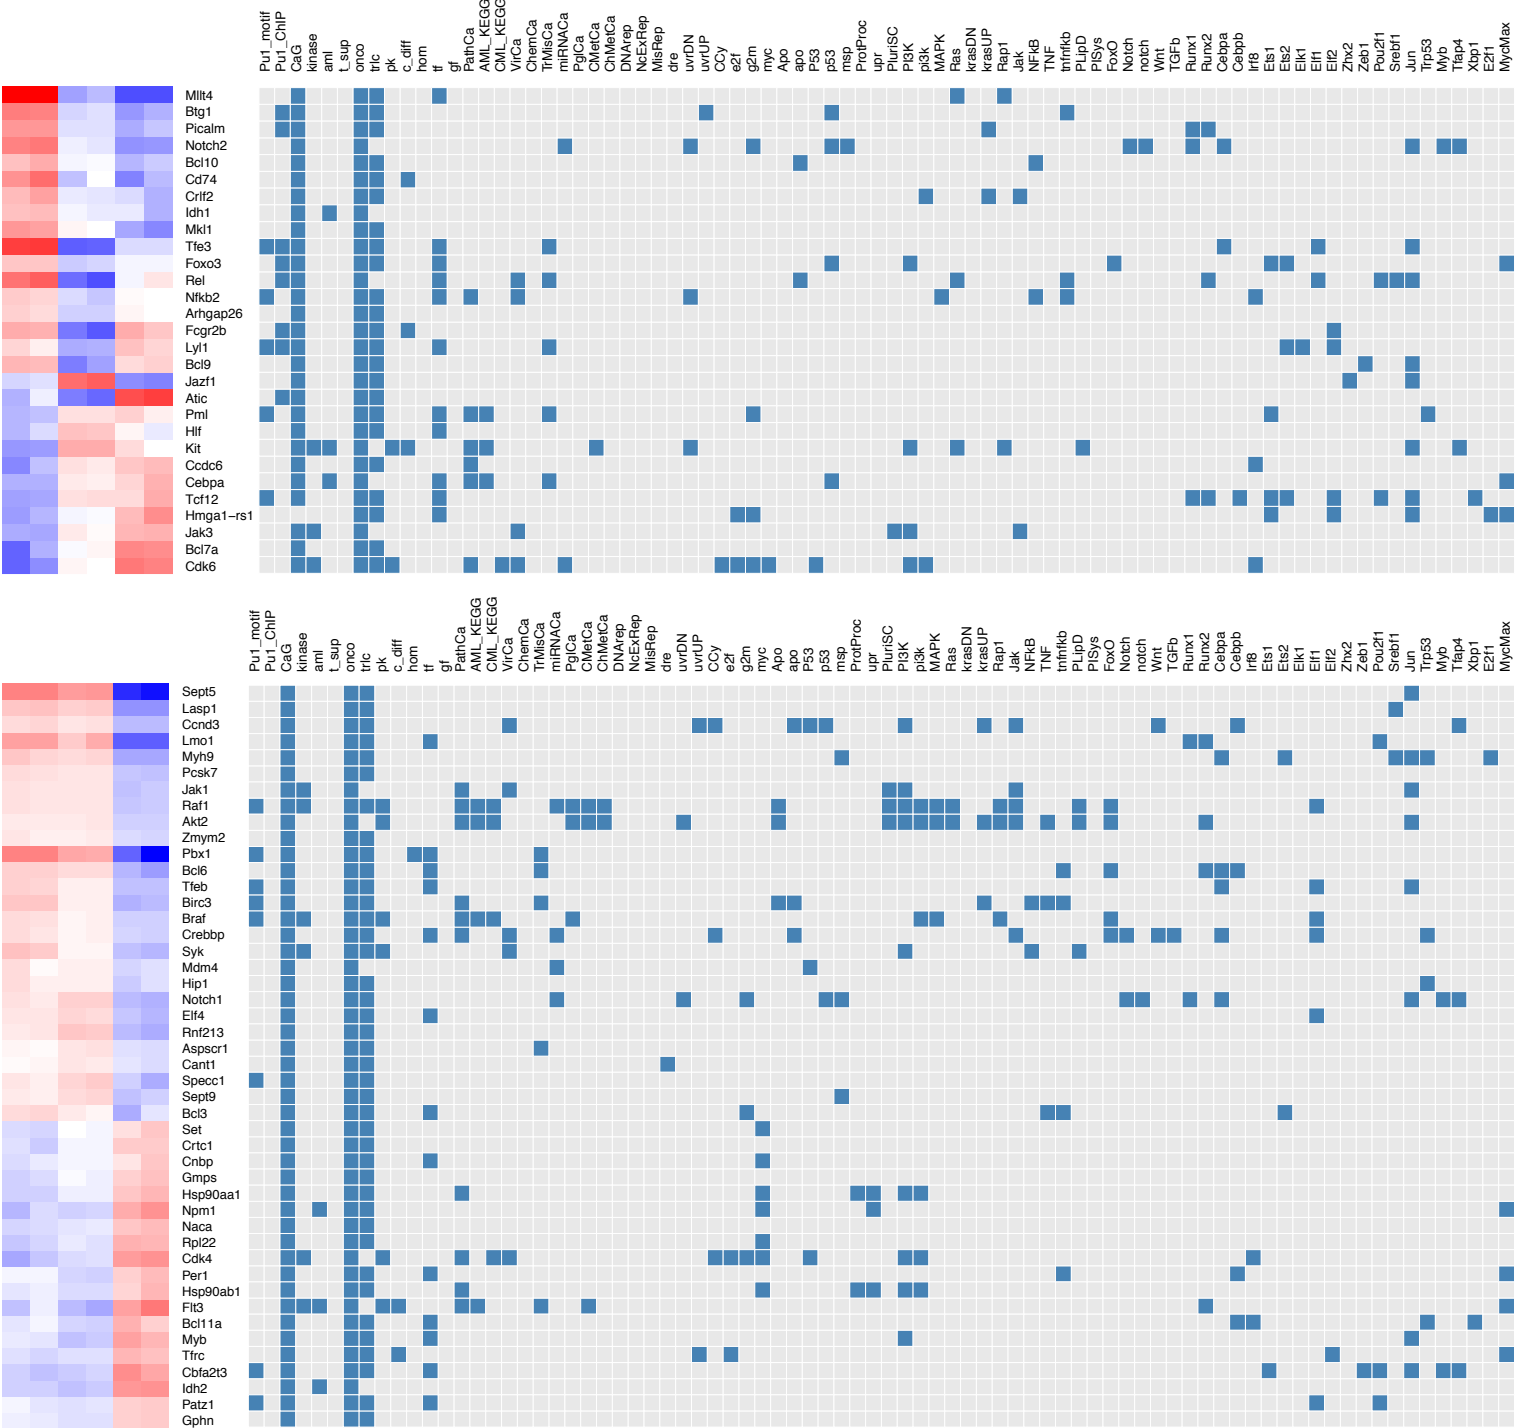 Pu1_motif
Pu1_ChIP
CaG
kinase
aml
t_sup
onco
trlc
c_diff
hom
tf
gf
PathCa
AML_KEGG
CML_KEGG
VirCa
ChemCa
TrMisCa
miRNACa
PglCa
CMetCa
ChMetCa
DNArep
NcExRep
MisRep
dre
uvrDN
uvrUP
CCy
e2f
g2m
myc
Apo
apo
P53
p53
msp
ProtProc
upr
PluriSC
PI3K
pi3k
MAPK
Ras
krasDN
krasUP
Rap1
Jak
NFkB
TNF
tnfnfkb
PLipD
PISys
FoxO
Notch
notch
Wnt
TGFb
Runx1
Runx2
Cebpa
Cebpb
Irf8
Ets1
Ets2
Elk1
Elf1
Elf2
Zhx2
Zeb1
Pou2f1
Srebf1
Jun
Trp53
Myb
Tfap4
Xbp1
E2f1
MycMax
Mllt4
Btg1
Picalm
Notch2
Bcl10
Cd74
Crlf2
Idh1
Mkl1
Tfe3
Foxo3
Rel
Nfkb2
Arhgap26
Fcgr2b
Lyl1
Bcl9
Jazf1
Atic
Pml
Hlf
Kit
Ccdc6
Cebpa
Tcf12
Hmga1−rs1
Jak3
Bcl7a
Cdk6
Pu1_motif
Pu1_ChIP
CaG
kinase
aml
t_sup
onco
trlc
c_diff
hom
tf
gf
PathCa
AML_KEGG
CML_KEGG
VirCa
ChemCa
TrMisCa
miRNACa
PglCa
CMetCa
ChMetCa
DNArep
NcExRep
MisRep
dre
uvrDN
uvrUP
CCy
e2f
g2m
myc
Apo
apo
P53
p53
msp
ProtProc
upr
PluriSC
PI3K
pi3k
MAPK
Ras
krasDN
krasUP
Rap1
Jak
NFkB
TNF
tnfnfkb
PLipD
PISys
FoxO
Notch
notch
Wnt
TGFb
Runx1
Runx2
Cebpa
Cebpb
Irf8
Ets1
Ets2
Elk1
Elf1
Elf2
Zhx2
Zeb1
Pou2f1
Srebf1
Jun
Trp53
Myb
Tfap4
Xbp1
E2f1
MycMax
Sept5
Lasp1
Ccnd3
Lmo1
Myh9
Pcsk7
Jak1
Raf1
Akt2
Zmym2
Pbx1
Bcl6
Tfeb
Birc3
Braf
Crebbp
Syk
Mdm4
Hip1
Notch1
Elf4
Rnf213
Aspscr1
Cant1
Specc1
Sept9
Bcl3
Set
Crtc1
Cnbp
Gmps
Hsp90aa1
Npm1
Naca
Rpl22
Cdk4
Per1
Hsp90ab1
Flt3
Bcl11a
Myb
Tfrc
Cbfa2t3
Idh2
Patz1
Gphn